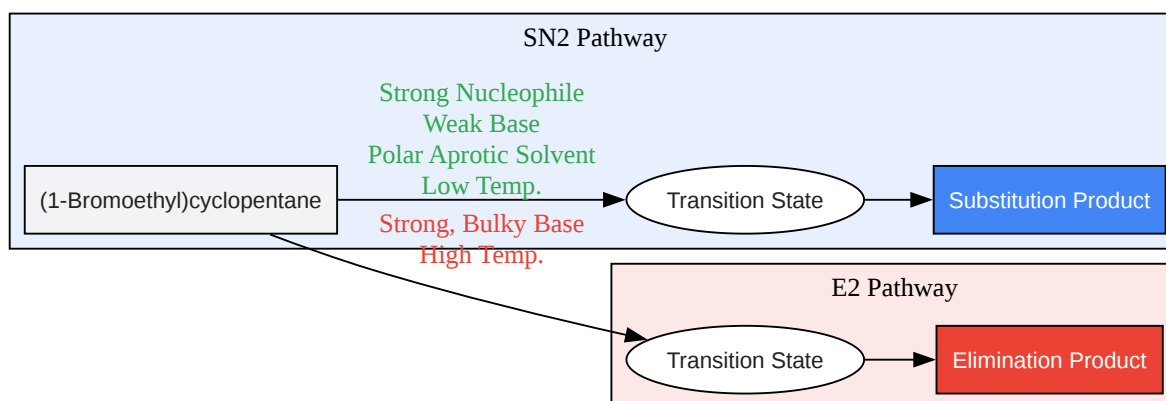 SN2 Pathway
Strong Nucleophile
Weak Base
Polar Aprotic Solvent
Low Temp.
(1-Bromoethyl)cyclopentane
Transition State
Substitution Product
Strong, Bulky Base
High Temp.
E2 Pathway
Transition State
Elimination Product